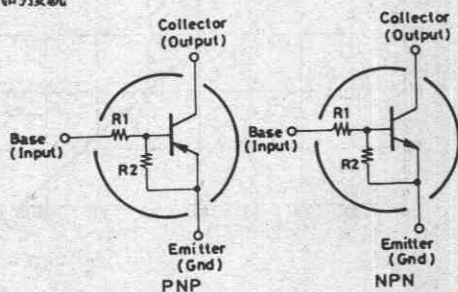 Collector
(Output)
R1
Base
(Input)
R2
Emitter
(Gnd)
PNP
Collector
(Output)
R1
Base
(Input)
R2
Emitter
(Gnd)
NPN